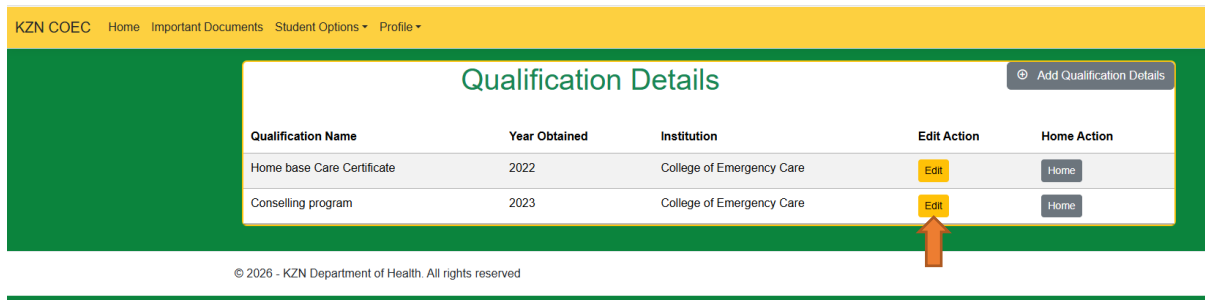 KZN COEC Home Important Documents Student Options Profile
Qualification Details
Add Qualification Details
Qualification Name Year Obtained Institution Edit Action Home Action
Home base Care Certificate 2022 College of Emergency Care Edit Home
Conselling program 2023 College of Emergency Care Edit Home
© 2026 - KZN Department of Health. All rights reserved